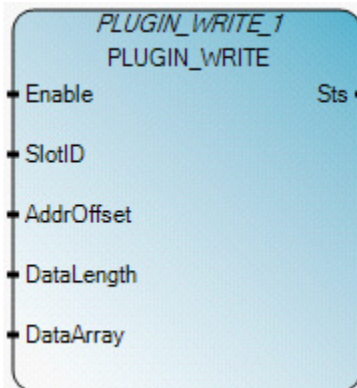 PLUGIN_WRITE_1
PLUGIN_WRITE
Enable Sts
SlotID
AddrOffset
DataLength
DataArray